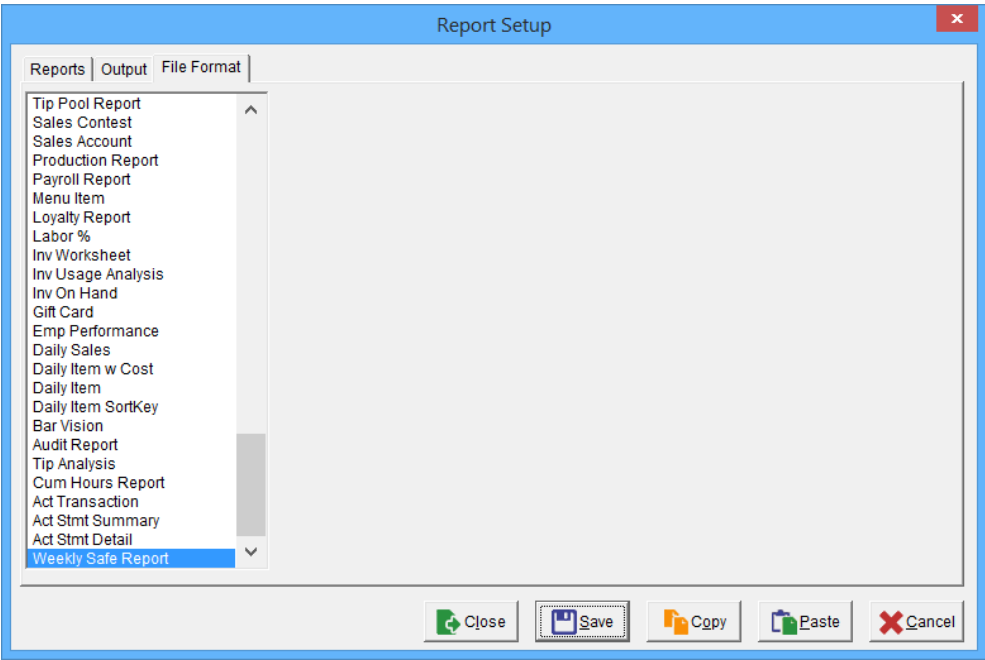 Report Setup
Reports Output File Format
Tip Pool Report
Sales Contest
Sales Account
Production Report
Payroll Report
Menu Item
Loyalty Report
Labor %
Inv Worksheet
Inv Usage Analysis
Inv On Hand
Gift Card
Emp Performance
Daily Sales
Daily Item w Cost
Daily Item
Daily Item SortKey
Bar Vision
Audit Report
Tip Analysis
Cum Hours Report
Act Transaction
Act Stmt Summary
Act Stmt Detail
Weekly Safe Report
Close Save Copy Paste Cancel